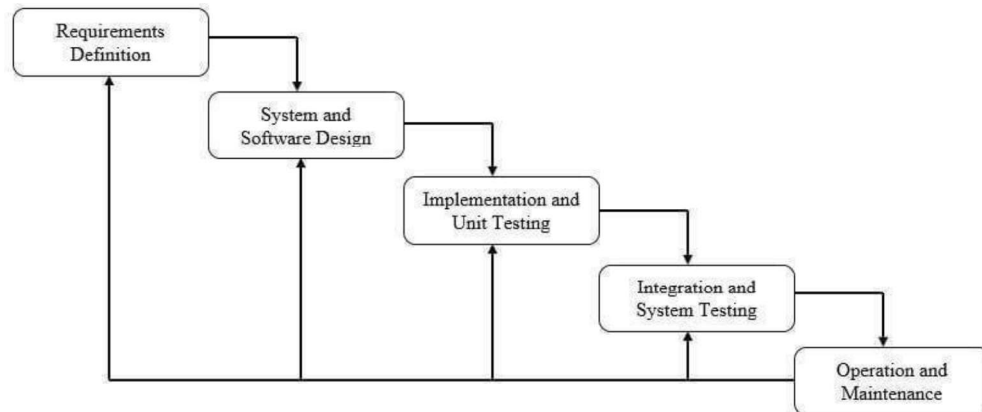 Requirements
Definition
System and
Software Design
Implementation and
Unit Testing
Integration and
System Testing
Operation and
Maintenance